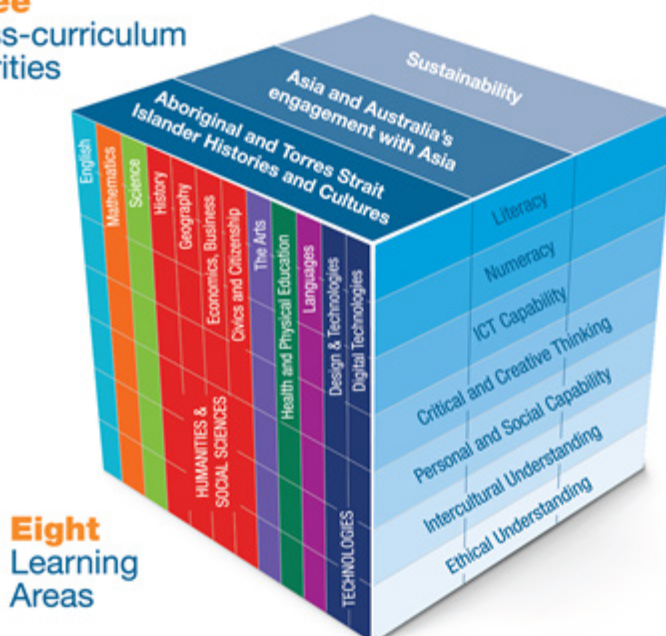 ss-curriculum
rities
Sustainability
Asia and Australia's
engagement with Asia
Aboriginal and Torres Strait
Islander Histories and Cultures
English
Mathematics
Science
History
Geography
Economics, Business
Civics and Citizenship
The Arts
Health and Physical Education
Languages
Design & Technologies
Digital Technologies
HUMANITIES &
SOCIAL SCIENCES
TECHNOLOGIES
Literacy
Numeracy
ICT Capability
Critical and Creative Thinking
Personal and Social Capability
Intercultural Understanding
Ethical Understanding
Eight
Learning
Areas